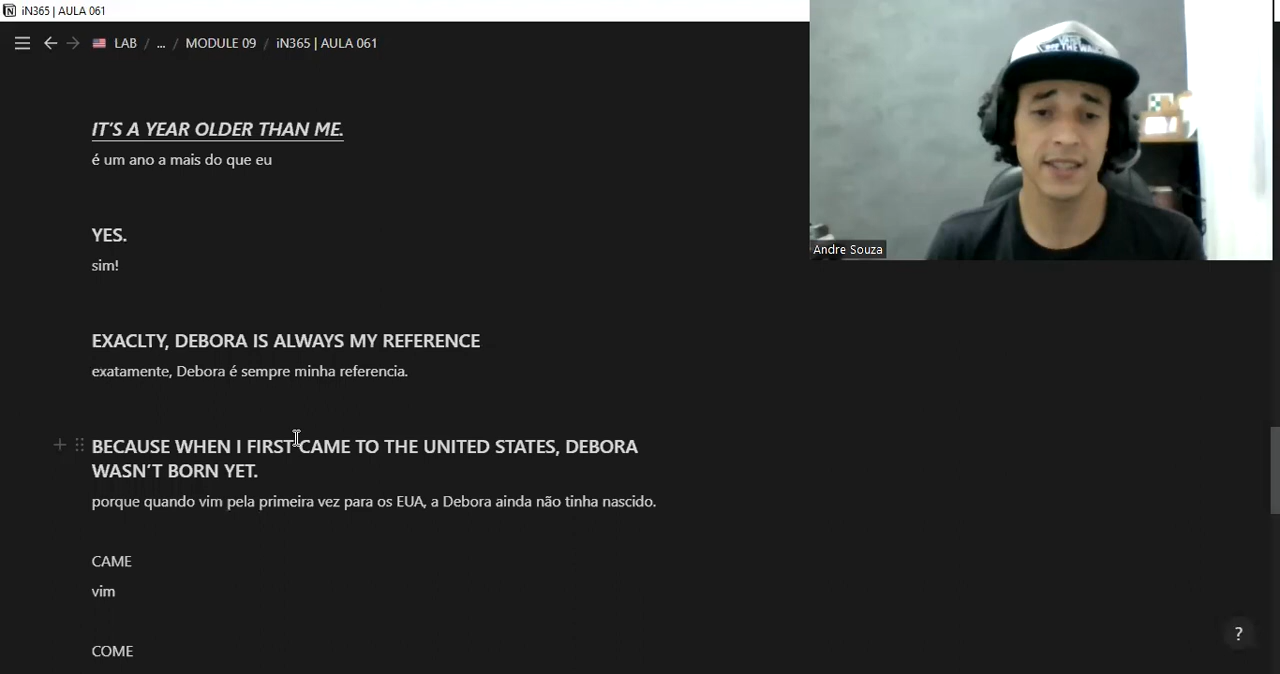 iN365 | AULA 061
LAB / ... / MODULE 09 / iN365 | AULA 061
IT'S A YEAR OLDER THAN ME.
é um ano a mais do que eu
YES.
sim!
EXACLTY, DEBORA IS ALWAYS MY REFERENCE
exatamente, Debora é sempre minha referencia.
BECAUSE WHEN I FIRST CAME TO THE UNITED STATES, DEBORA
WASN'T BORN YET.
porque quando vim pela primeira vez para os EUA, a Debora ainda não tinha nascido.
CAME
vim
COME
Andre Souza
?